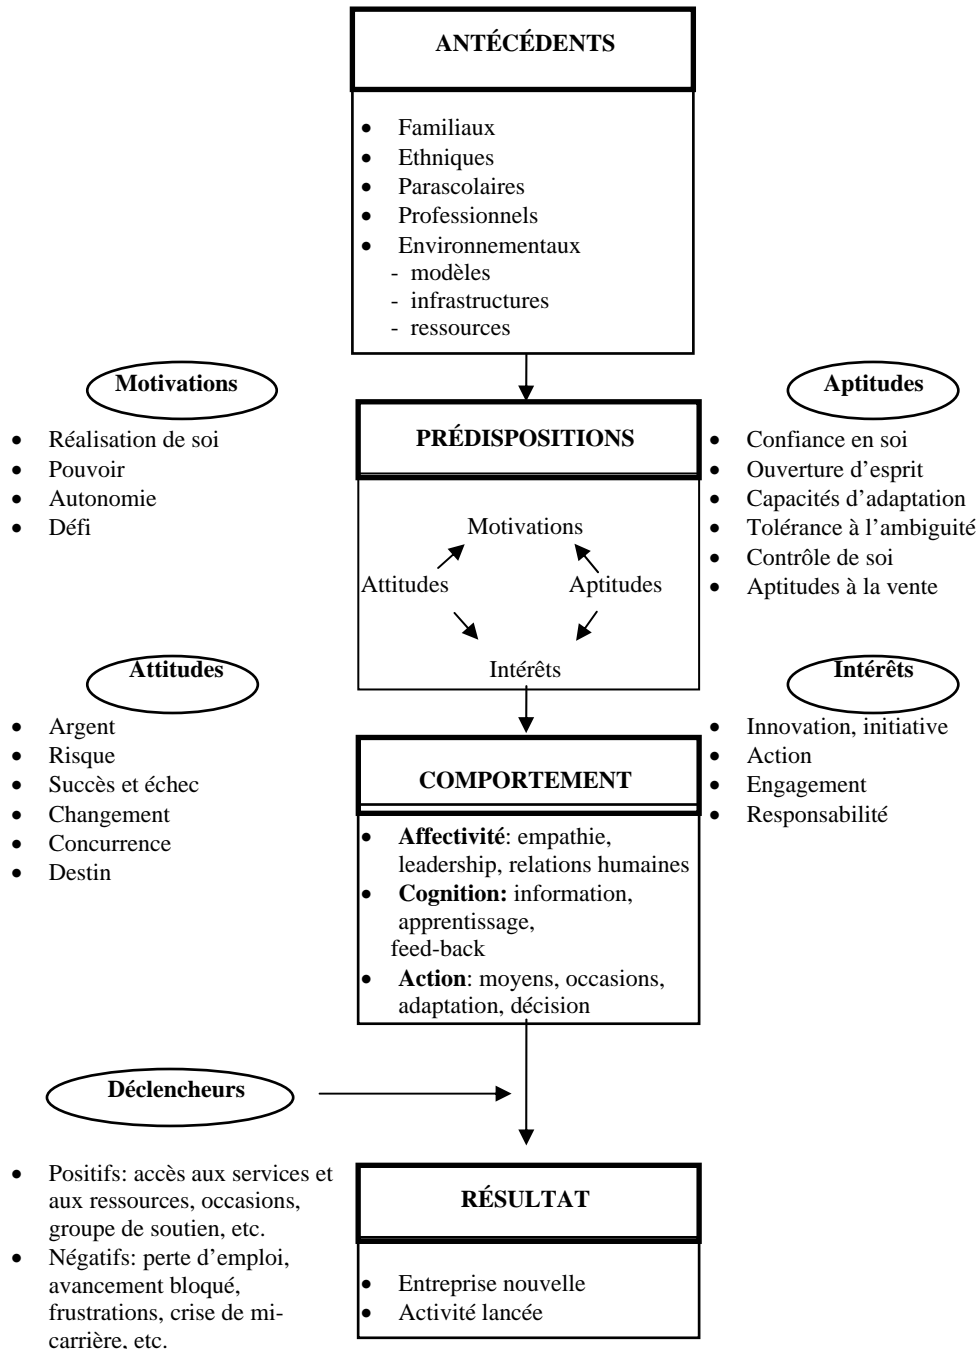 ANTÉCÉDENTS
• Familiaux
• Ethniques
• Parascolaires
• Professionnels
• Environnementaux
- modèles
- infrastructures
- ressources
Motivations
• Réalisation de soi
• Pouvoir
• Autonomie
• Défi
PRÉDISPOSITIONS
Motivations
Attitudes
Aptitudes
Intérêts
Aptitudes
• Confiance en soi
• Ouverture d’esprit
• Capacités d’adaptation
• Tolérance à l’ambiguité
• Contrôle de soi
• Aptitudes à la vente
Attitudes
• Argent
• Risque
• Succès et échec
• Changement
• Concurrence
• Destin
Intérêts
• Innovation, initiative
• Action
• Engagement
• Responsabilité
COMPORTEMENT
• Affectivité: empathie,
leadership, relations humaines
• Cognition: information,
apprentissage,
feed-back
• Action: moyens, occasions,
adaptation, décision
Déclencheurs
• Positifs: accès aux services et
aux ressources, occasions,
groupe de soutien, etc.
• Négatifs: perte d’emploi,
avancement bloqué,
frustrations, crise de mi-
carrière, etc.
RÉSULTAT
• Entreprise nouvelle
• Activité lancée